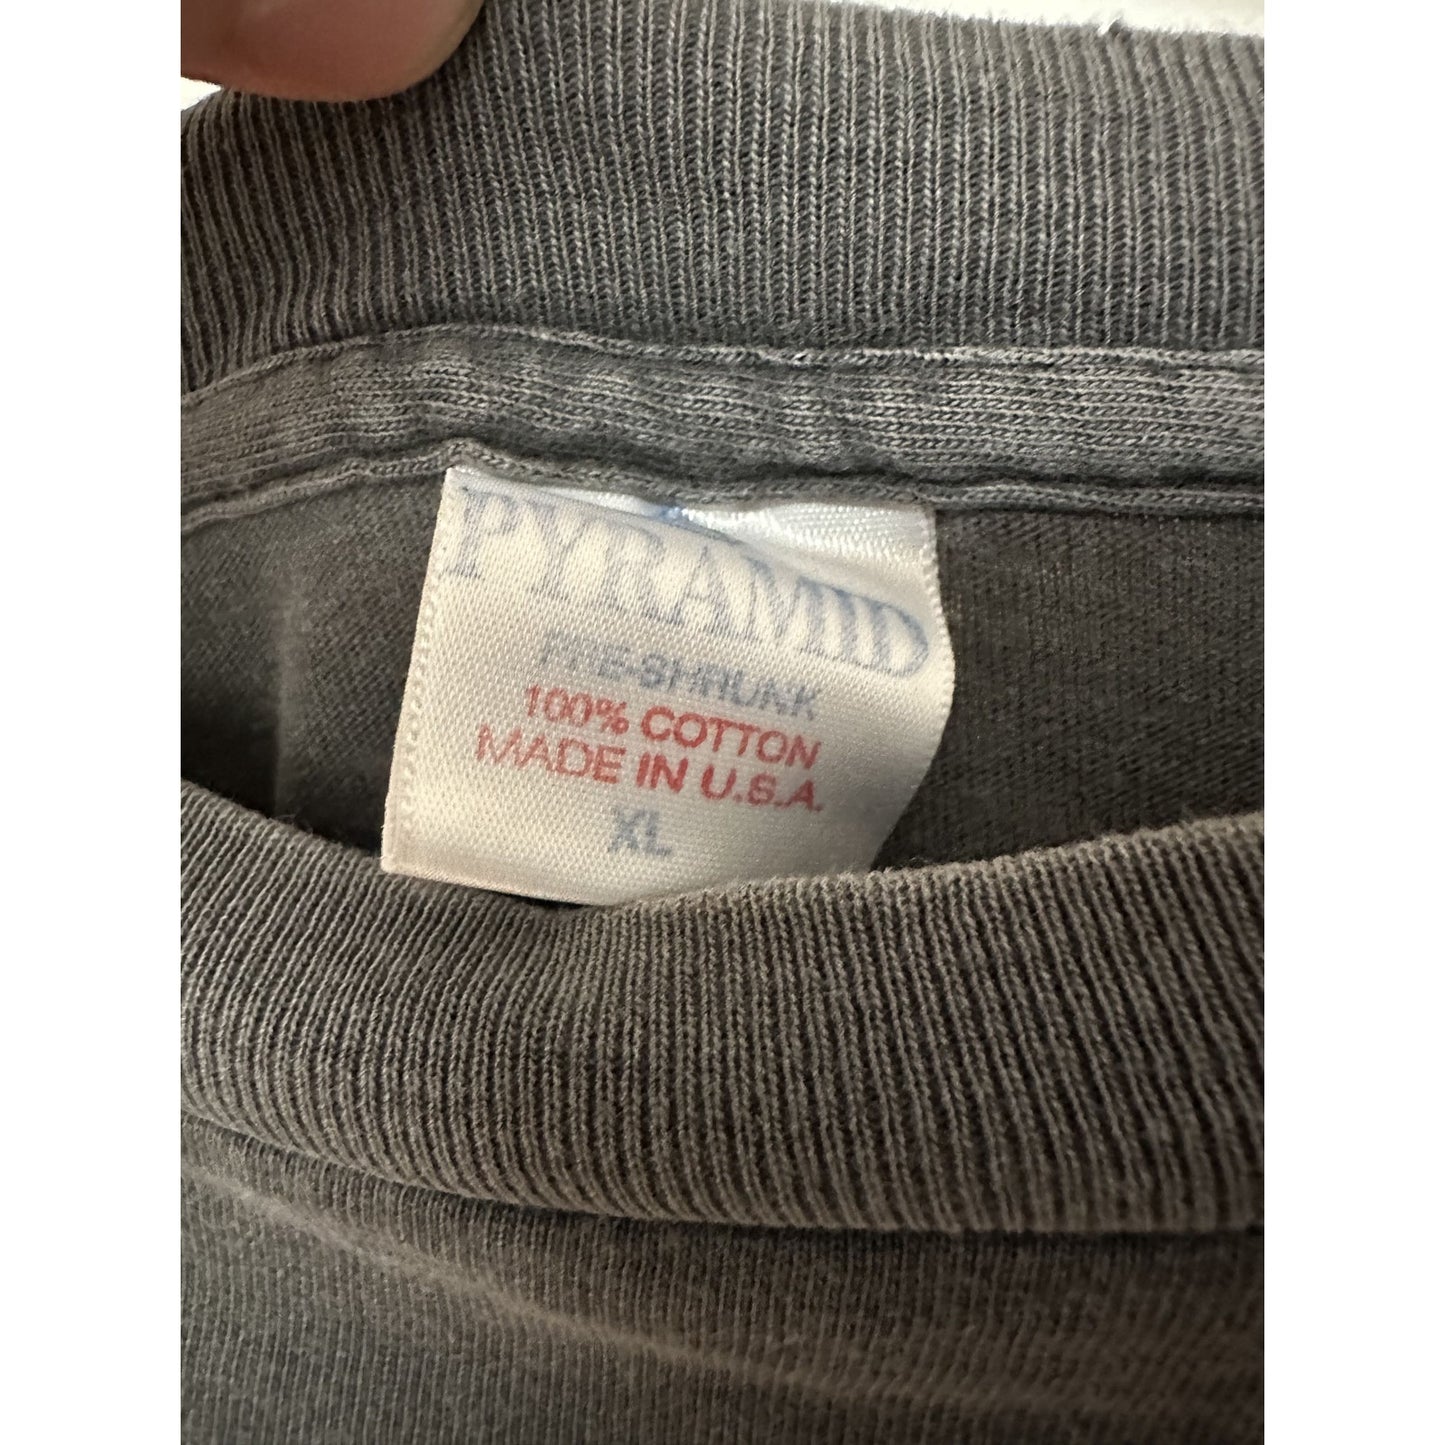 PYRAMID
PRE-SHRUNK
100% COTTON
MADE IN U.S.A.
XL